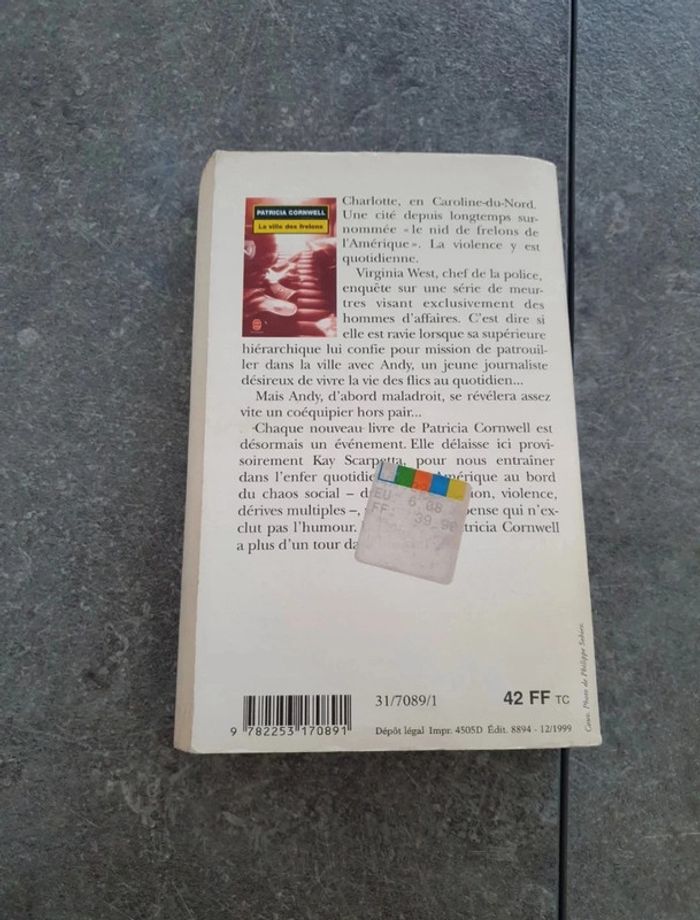 PATRICIA CORNWELL
La ville des frelons
Charlotte, en Caroline-du-Nord.
Une cité depuis longtemps sur-
nommée « le nid de frelons de
l'Amérique ». La violence y est
quotidienne.
Virginia West, chef de la police,
enquête sur une série de meur-
tres visant exclusivement des
hommes d'affaires. C'est dire si
elle est ravie lorsque sa supérieure
hiérarchique lui confie pour mission de patrouil-
ler dans la ville avec Andy, un jeune journaliste
désireux de vivre la vie des flics au quotidien...
Mais Andy, d'abord maladroit, se révélera assez
vite un coéquipier hors pair...
Chaque nouveau livre de Patricia Cornwell est
désormais un événement. Elle délaisse ici provi-
soirement Kay Scarpetta, pour nous entraîner
dans l'enfer quotidien Amérique au bord
du chaos social – violence,
dérives multiples –, qui n'ex-
clut pas l'humour. Patricia Cornwell
a plus d'un tour
EU 6 08
FF: 39,90
31/7089/1
42 FF TC
9 782253 170891
Dépôt légal Impr. 4505D Édit. 8894 - 12/1999
Couv. Photo de Philippe Sohiez.